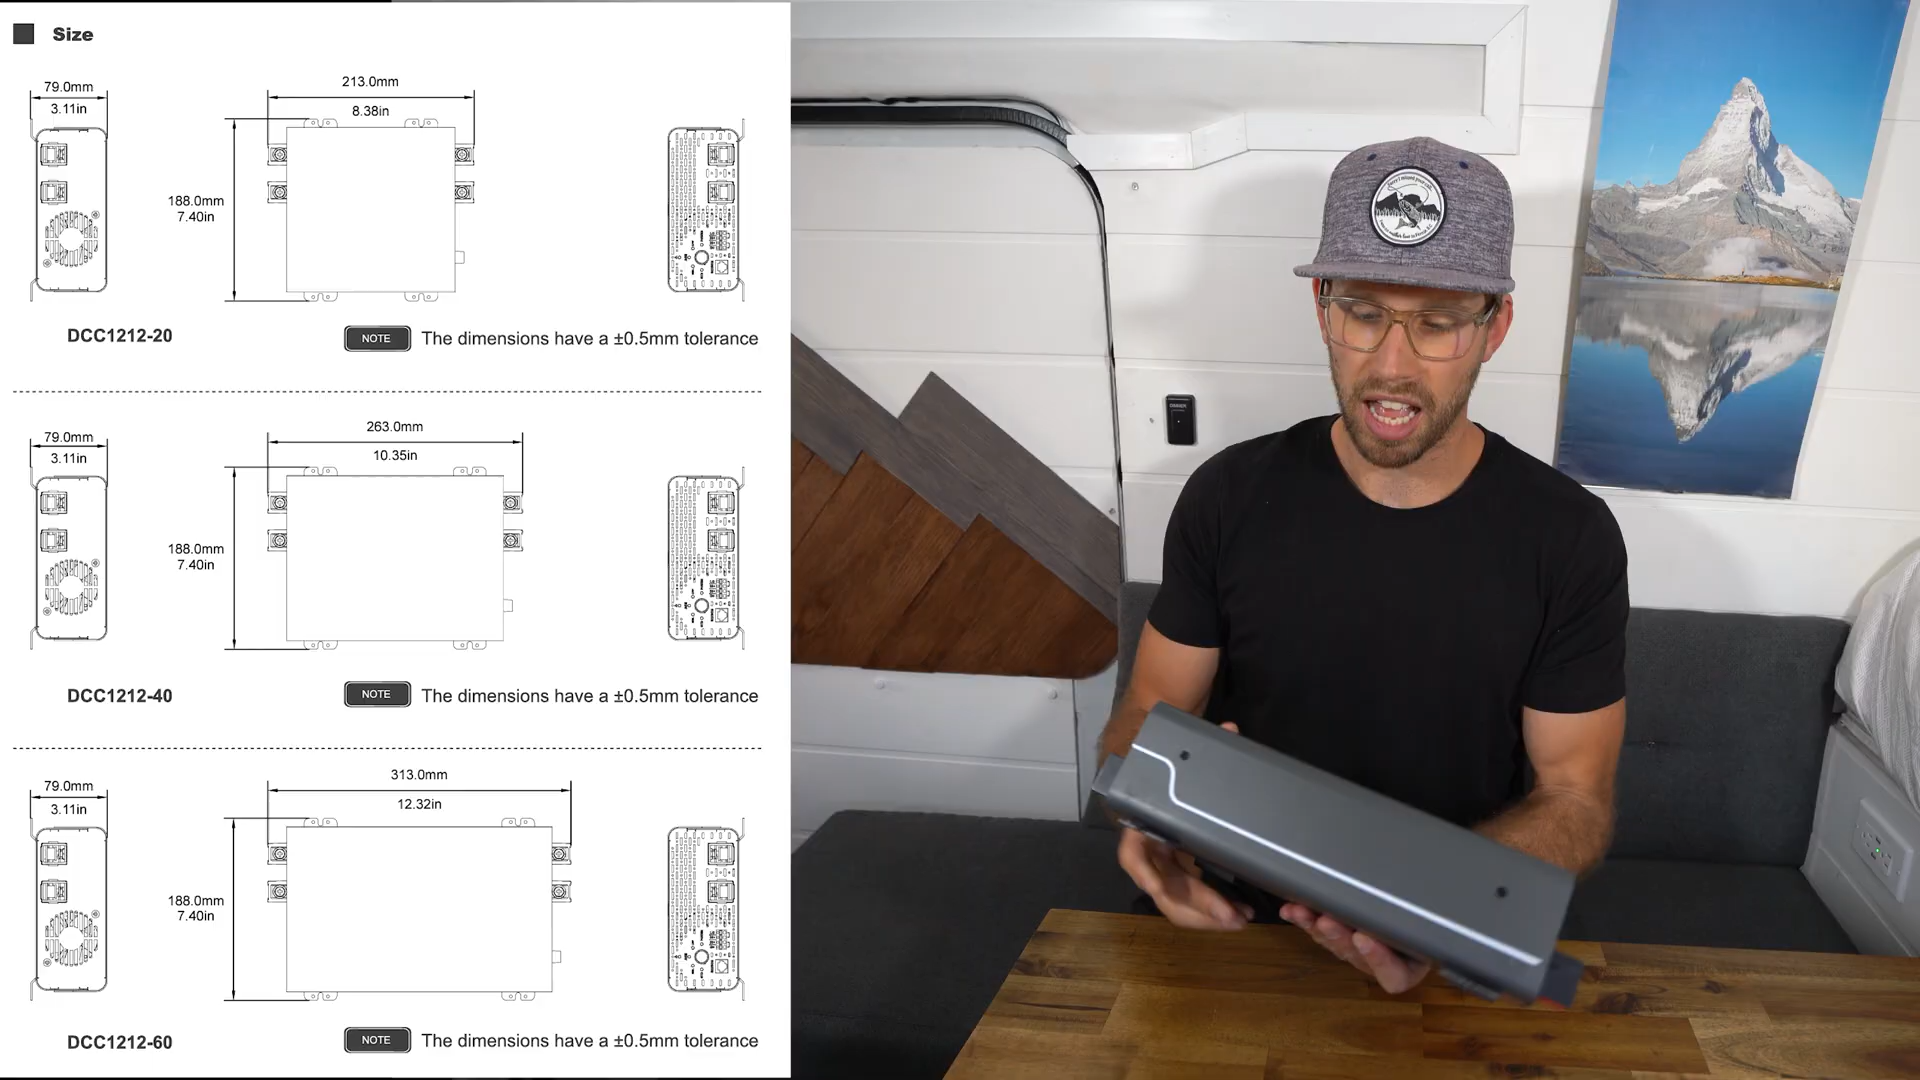 Size
79.0mm
3.11in
213.0mm
8.38in
188.0mm
7.40in
DCC1212-20
NOTE The dimensions have a ±0.5mm tolerance
79.0mm
3.11in
263.0mm
10.35in
188.0mm
7.40in
DCC1212-40
NOTE The dimensions have a ±0.5mm tolerance
79.0mm
3.11in
313.0mm
12.32in
188.0mm
7.40in
DCC1212-60
NOTE The dimensions have a ±0.5mm tolerance